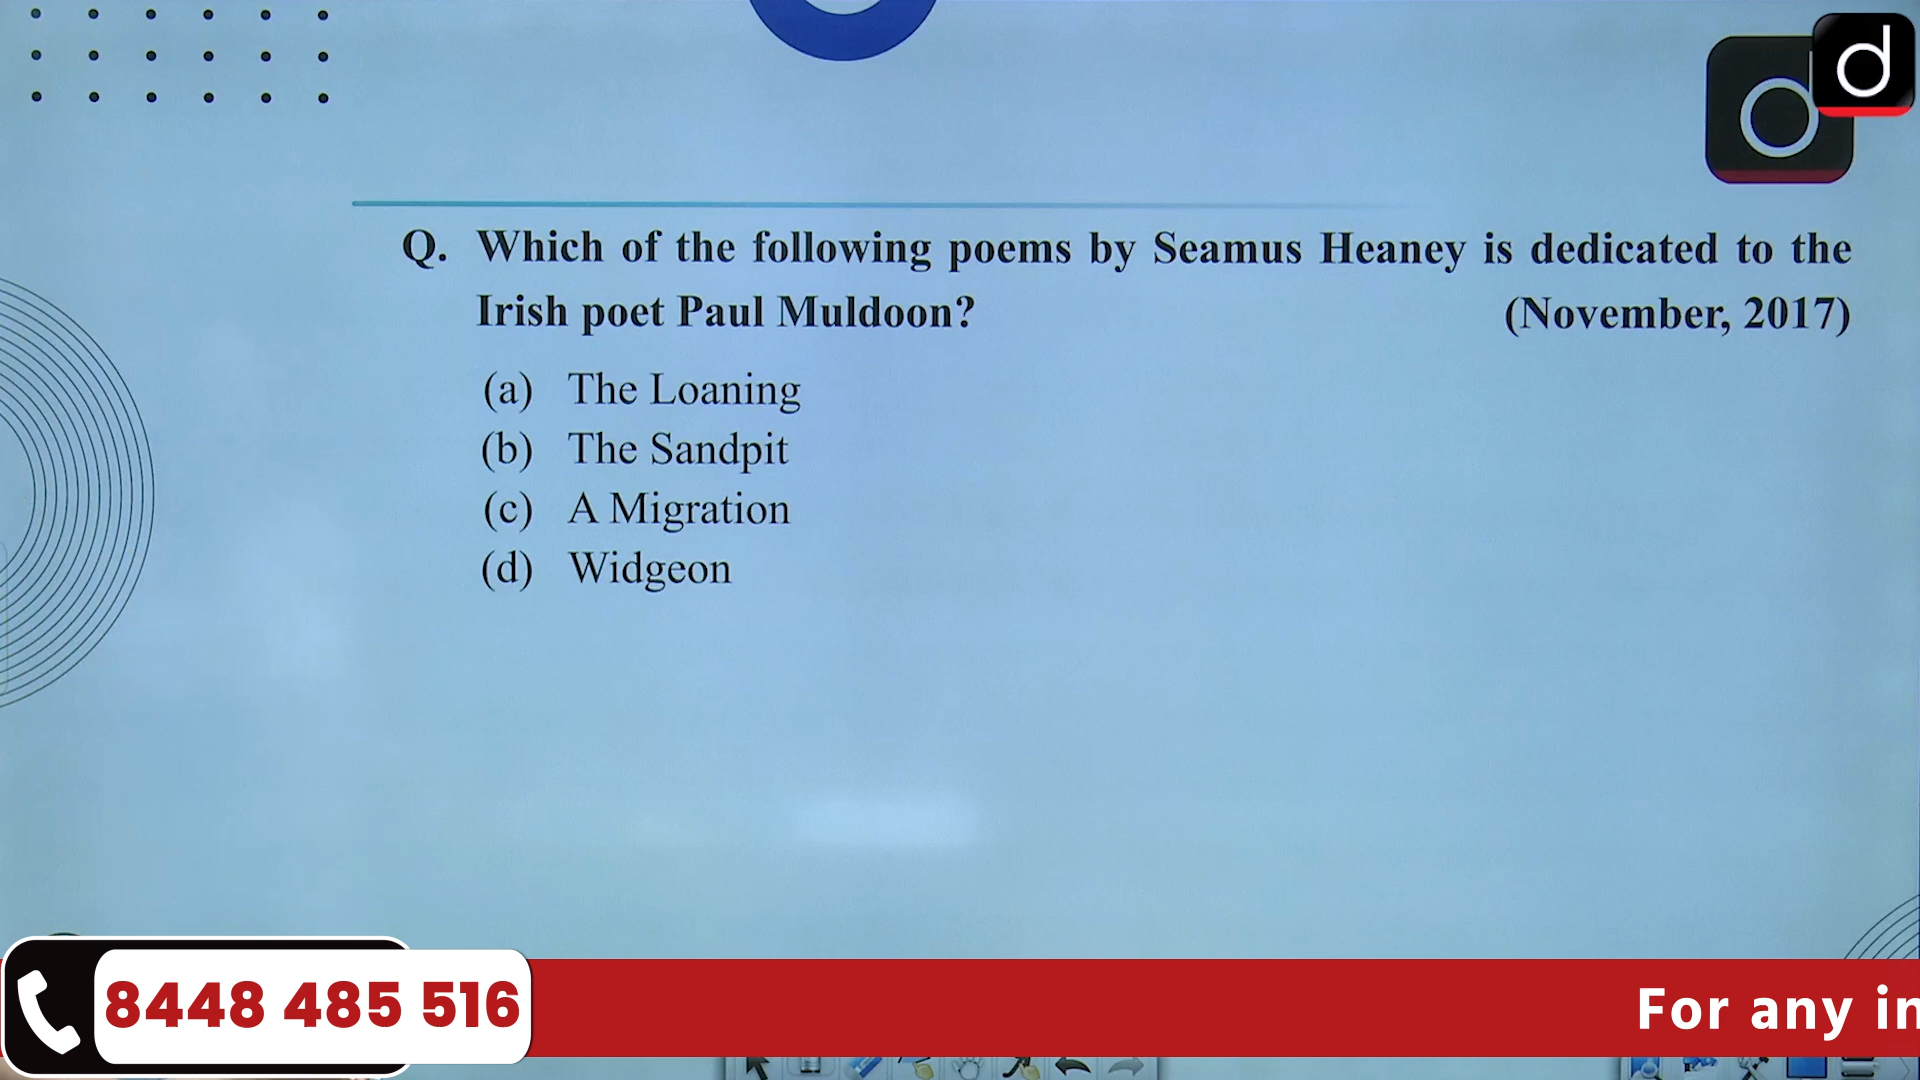 d
Q. Which of the following poems by Seamus Heaney is dedicated to the
Irish poet Paul Muldoon? (November, 2017)
(a) The Loaning
(b) The Sandpit
(c) A Migration
(d) Widgeon
8448 485 516
For any in